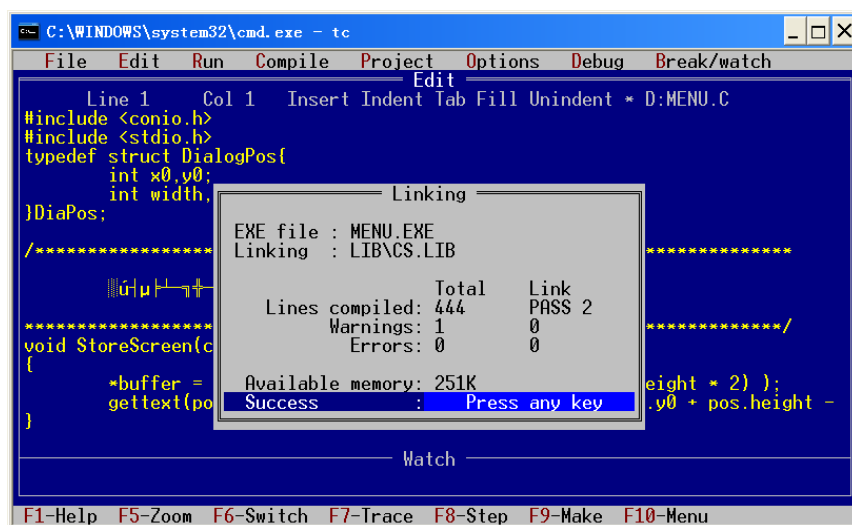 C:\WINDOWS\system32\cmd.exe - tc
File Edit Run Compile Project Options Debug Break/watch
Edit
Line 1 Col 1 Insert Indent Tab Fill Unindent * D:MENU.C
#include <conio.h>
#include <stdio.h>
typedef struct DialogPos{
int x0,y0;
int width,
}DiaPos;
/******************
**************/
void StoreScreen(c
{
*buffer = eight * 2) );
gettext(po .y0 + pos.height -
}
Linking
EXE file : MENU.EXE
Linking : LIB\CS.LIB
Total Link
Lines compiled: 444 PASS 2
Warnings: 1 0
Errors: 0 0
Available memory: 251K
Success : Press any key
Watch
F1-Help F5-Zoom F6-Switch F7-Trace F8-Step F9-Make F10-Menu